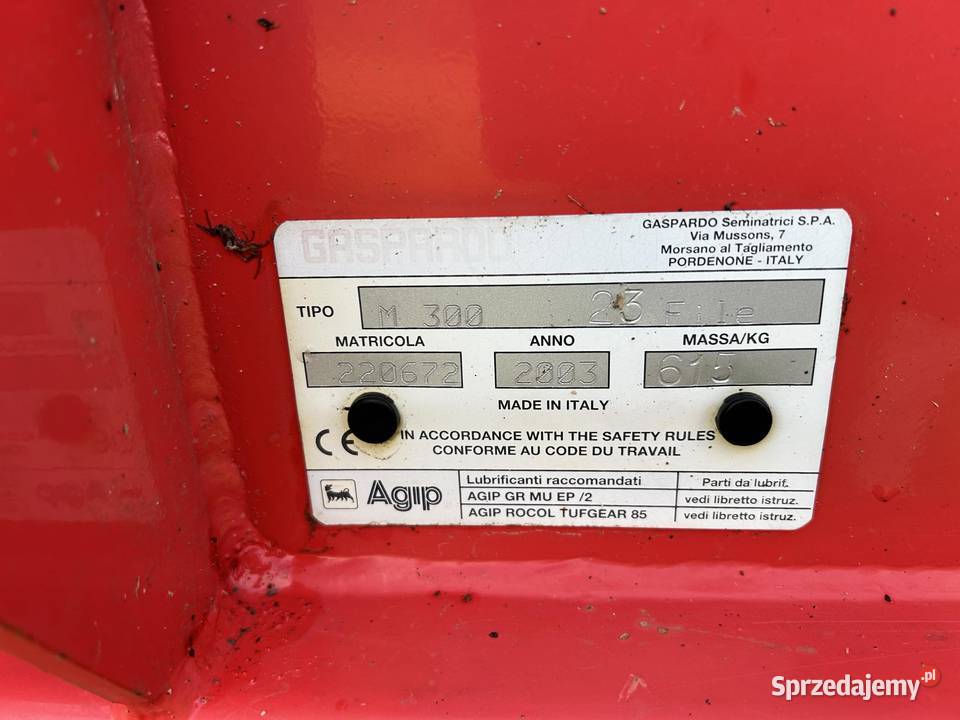 GASPARDO
GASPARDO Seminatrici S.P.A.
Via Mussons, 7
Morsano al Tagliamento
PORDENONE - ITALY
TIPO M 300 23 File
MATRICOLA ANNO MASSA/KG
220672 2003 615
MADE IN ITALY
CE IN ACCORDANCE WITH THE SAFETY RULES
CONFORME AU CODE DU TRAVAIL
Agip
Lubrificanti raccomandati Parti da lubrif.
AGIP GR MU EP /2 vedi libretto istruz.
AGIP ROCOL TUFGEAR 85 vedi libretto istruz.
Sprzedajemy.pl